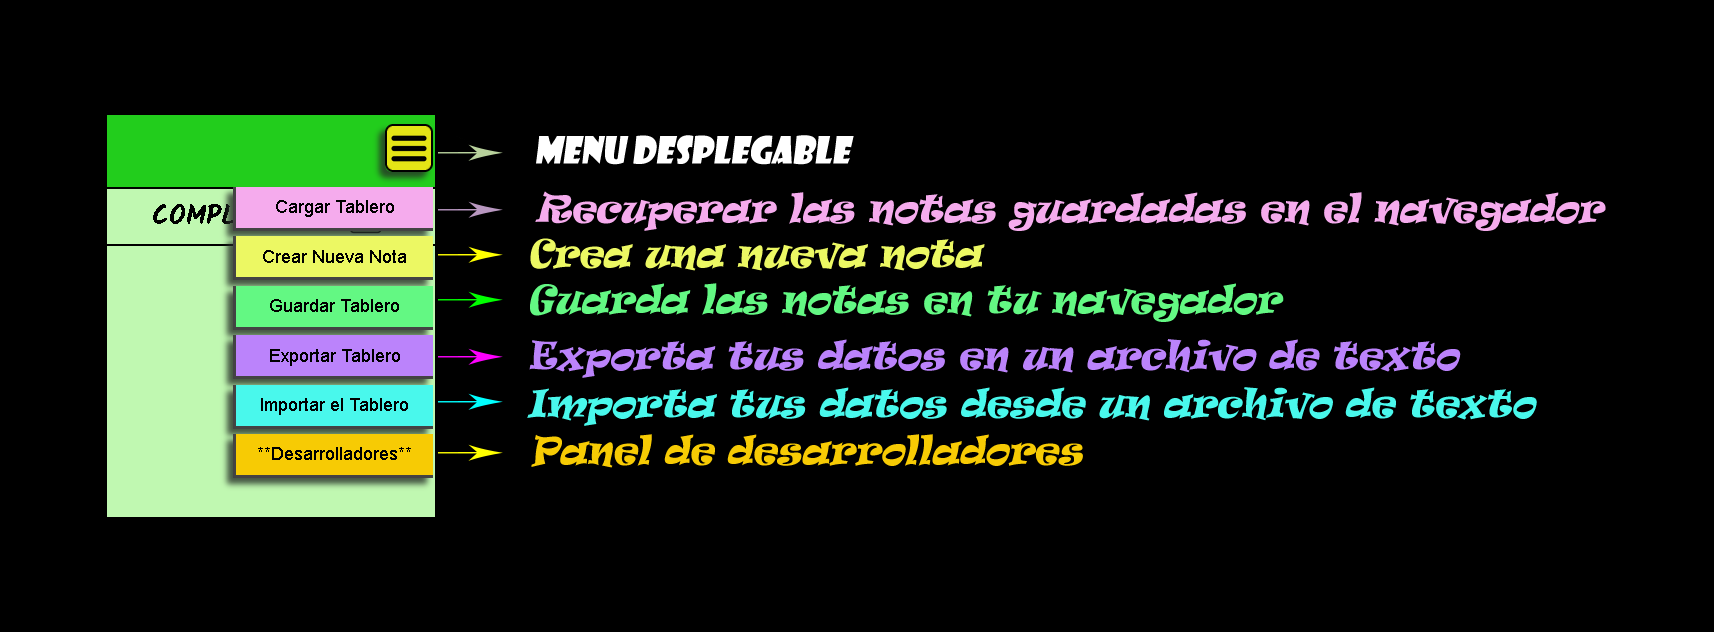 MENU DESPLEGABLE
COMPL
Cargar Tablero
Recuperar las notas guardadas en el navegador
Crear Nueva Nota
Crea una nueva nota
Guardar Tablero
Guarda las notas en tu navegador
Exportar Tablero
Exporta tus datos en un archivo de texto
Importar el Tablero
Importa tus datos desde un archivo de texto
**Desarrolladores**
Panel de desarrolladores